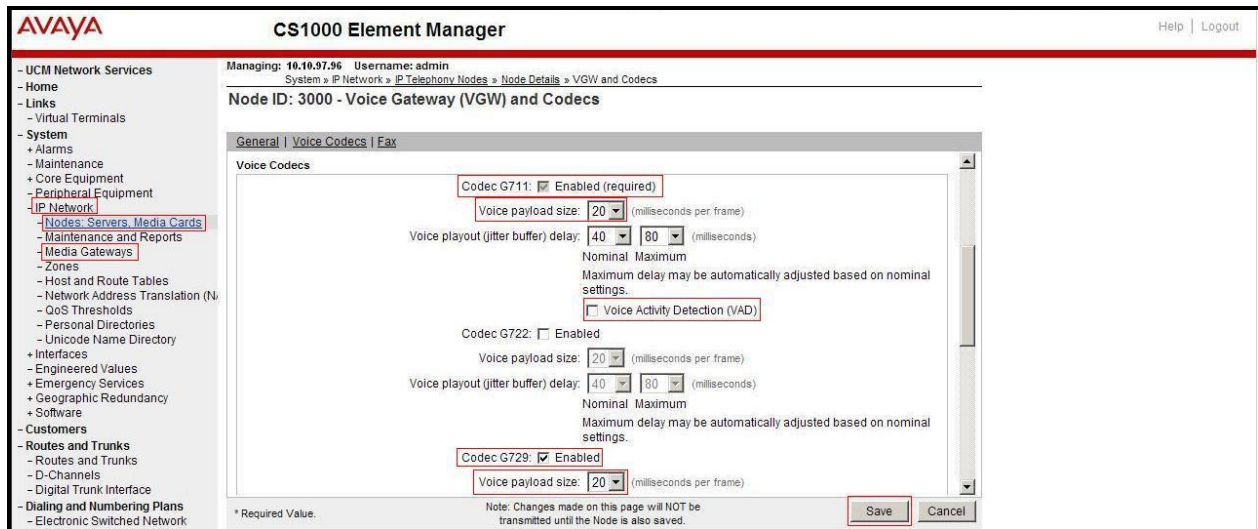 AVAYA
CS1000 Element Manager
Help | Logout
- UCM Network Services
- Home
- Links
- Virtual Terminals
- System
+ Alarms
- Maintenance
+ Core Equipment
- Peripheral Equipment
- IP Network
- Nodes: Servers, Media Cards
- Maintenance and Reports
- Media Gateways
- Zones
- Host and Route Tables
- Network Address Translation (N
- QoS Thresholds
- Personal Directories
- Unicode Name Directory
+ Interfaces
- Engineered Values
+ Emergency Services
+ Geographic Redundancy
+ Software
- Customers
- Routes and Trunks
- Routes and Trunks
- D-Channels
- Digital Trunk Interface
- Dialing and Numbering Plans
- Electronic Switched Network
Managing: 10.10.97.96 Username: admin
System » IP Network » IP Telephony Nodes » Node Details » VGW and Codecs
Node ID: 3000 - Voice Gateway (VGW) and Codecs
General | Voice Codecs | Fax
Voice Codecs
Codec G711: Enabled (required)
Voice payload size: 20 (milliseconds per frame)
Voice playout (jitter buffer) delay: 40 80 (milliseconds)
Nominal Maximum
Maximum delay may be automatically adjusted based on nominal
settings.
Voice Activity Detection (VAD)
Codec G722: Enabled
Voice payload size: 20 (milliseconds per frame)
Voice playout (jitter buffer) delay: 40 80 (milliseconds)
Nominal Maximum
Maximum delay may be automatically adjusted based on nominal
settings.
Codec G729: Enabled
Voice payload size: 20 (milliseconds per frame)
* Required Value.
Note: Changes made on this page will NOT be
transmitted until the Node is also saved.
Save Cancel